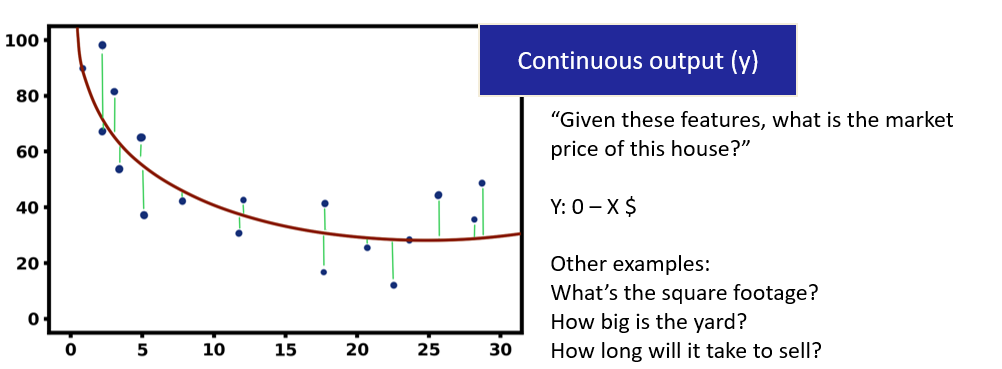 Continuous output (y)
100
80
60
40
20
0
0 5 10 15 20 25 30
“Given these features, what is the market
price of this house?”
Y: 0 – X $
Other examples:
What’s the square footage?
How big is the yard?
How long will it take to sell?